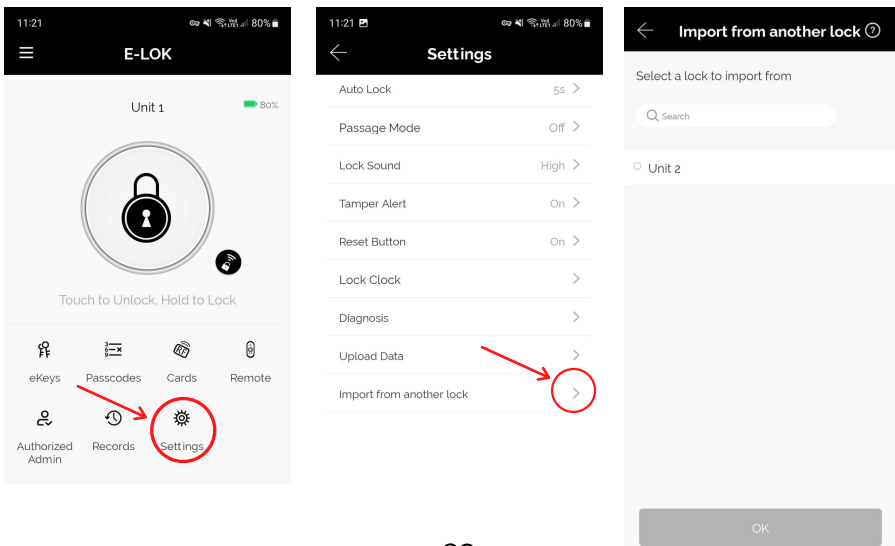 11:21
80%
E-LOK
Unit 1
80%
Touch to Unlock, Hold to Lock
eKeys
Passcodes
RF
Cards
Remote
Authorized
Admin
Records
Settings
11:21
80%
Settings
Auto Lock 5s
Passage Mode Off
Lock Sound High
Tamper Alert On
Reset Button On
Lock Clock
Diagnosis
Upload Data
Import from another lock
Import from another lock ?
Select a lock to import from
Search
Unit 2
OK